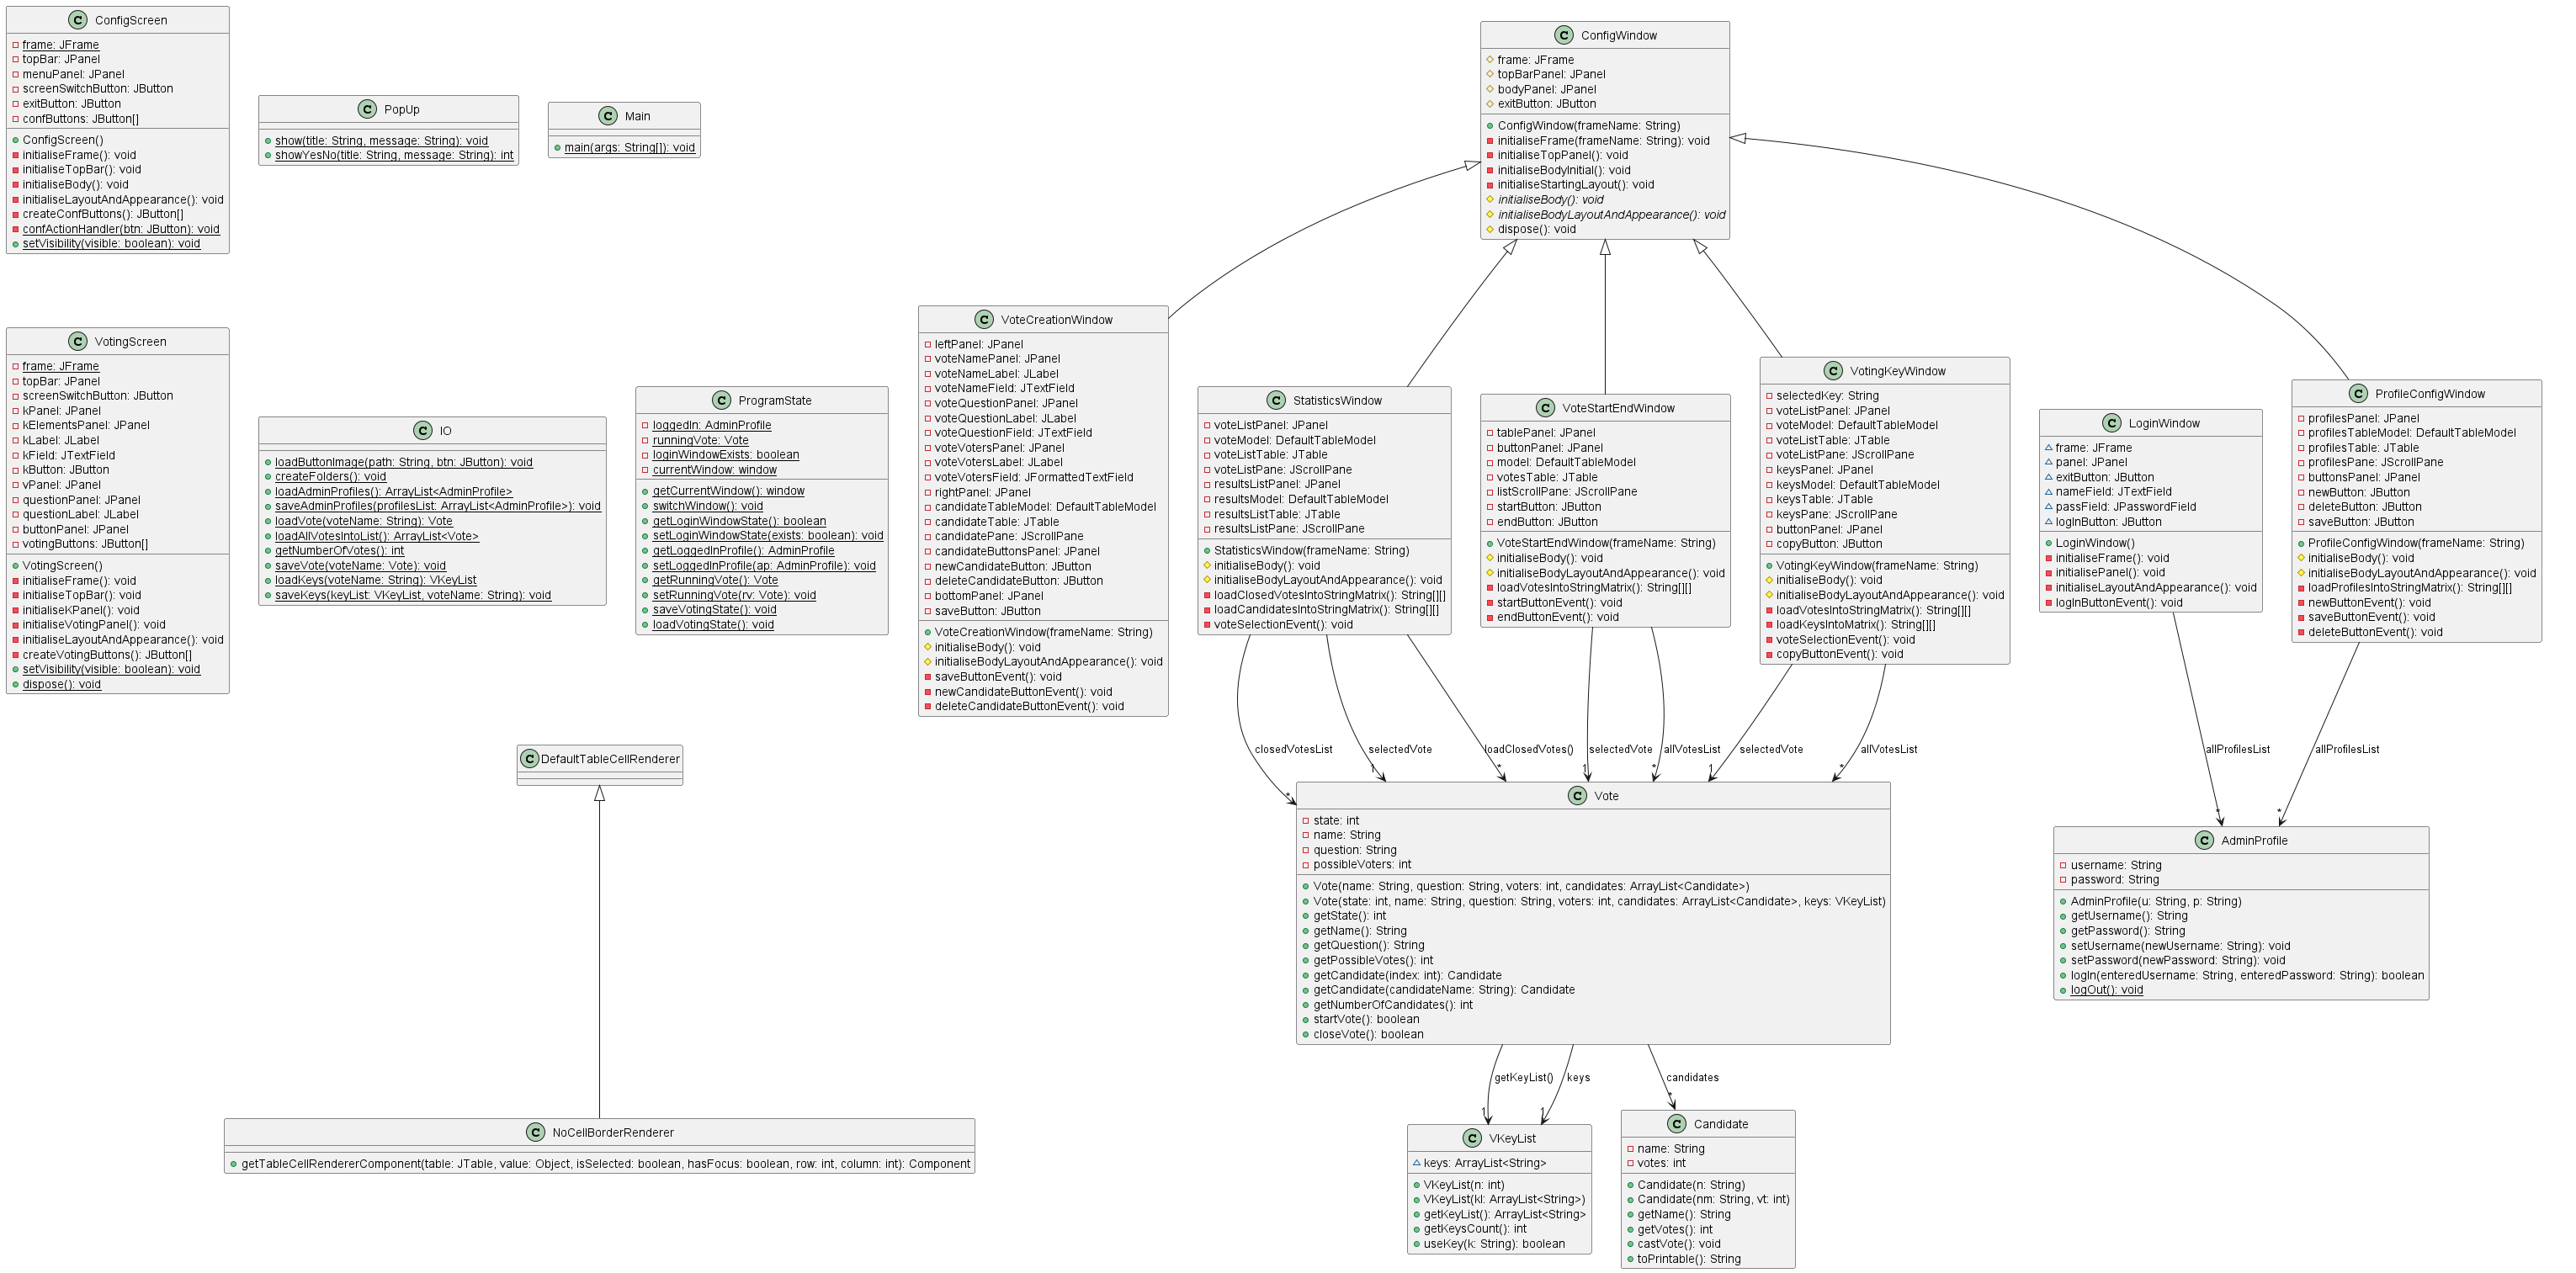 ConfigScreen
frame: JFrame
topBar: JPanel
menuPanel: JPanel
screenSwitchButton: JButton
exitButton: JButton
confButtons: JButton[]
ConfigScreen()
initialiseFrame(): void
initialiseTopBar(): void
initialiseBody(): void
initialiseLayoutAndAppearance(): void
createConfButtons(): JButton[]
confActionHandler(btn: JButton): void
setVisibility(visible: boolean): void
PopUp
show(title: String, message: String): void
showYesNo(title: String, message: String): int
Main
main(args: String[]): void
ConfigWindow
frame: JFrame
topBarPanel: JPanel
bodyPanel: JPanel
exitButton: JButton
ConfigWindow(frameName: String)
initialiseFrame(frameName: String): void
initialiseTopPanel(): void
initialiseBodyInitial(): void
initialiseStartingLayout(): void
initialiseBody(): void
initialiseBodyLayoutAndAppearance(): void
dispose(): void
VotingScreen
frame: JFrame
topBar: JPanel
screenSwitchButton: JButton
kPanel: JPanel
kElementsPanel: JPanel
kLabel: JLabel
kField: JTextField
kButton: JButton
vPanel: JPanel
questionPanel: JPanel
questionLabel: JLabel
buttonPanel: JPanel
votingButtons: JButton[]
VotingScreen()
initialiseFrame(): void
initialiseTopBar(): void
initialiseKPanel(): void
initialiseVotingPanel(): void
initialiseLayoutAndAppearance(): void
createVotingButtons(): JButton[]
setVisibility(visible: boolean): void
dispose(): void
IO
loadButtonImage(path: String, btn: JButton): void
createFolders(): void
loadAdminProfiles(): ArrayList<AdminProfile>
saveAdminProfiles(profilesList: ArrayList<AdminProfile>): void
loadVote(voteName: String): Vote
loadAllVotesIntoList(): ArrayList<Vote>
getNumberOfVotes(): int
saveVote(voteName: Vote): void
loadKeys(voteName: String): VKeyList
saveKeys(keyList: VKeyList, voteName: String): void
ProgramState
loggedIn: AdminProfile
runningVote: Vote
loginWindowExists: boolean
currentWindow: window
getCurrentWindow(): window
switchWindow(): void
getLoginWindowState(): boolean
setLoginWindowState(exists: boolean): void
getLoggedInProfile(): AdminProfile
setLoggedInProfile(ap: AdminProfile): void
getRunningVote(): Vote
setRunningVote(rv: Vote): void
saveVotingState(): void
loadVotingState(): void
VoteCreationWindow
leftPanel: JPanel
voteNamePanel: JPanel
voteNameLabel: JLabel
voteNameField: JTextField
voteQuestionPanel: JPanel
voteQuestionLabel: JLabel
voteQuestionField: JTextField
voteVotersPanel: JPanel
voteVotersLabel: JLabel
voteVotersField: JFormattedTextField
rightPanel: JPanel
candidateTableModel: DefaultTableModel
candidateTable: JTable
candidatePane: JScrollPane
candidateButtonsPanel: JPanel
newCandidateButton: JButton
deleteCandidateButton: JButton
bottomPanel: JPanel
saveButton: JButton
VoteCreationWindow(frameName: String)
initialiseBody(): void
initialiseBodyLayoutAndAppearance(): void
saveButtonEvent(): void
newCandidateButtonEvent(): void
deleteCandidateButtonEvent(): void
StatisticsWindow
voteListPanel: JPanel
voteModel: DefaultTableModel
voteListTable: JTable
voteListPane: JScrollPane
resultsListPanel: JPanel
resultsModel: DefaultTableModel
resultsListTable: JTable
resultsListPane: JScrollPane
StatisticsWindow(frameName: String)
initialiseBody(): void
initialiseBodyLayoutAndAppearance(): void
loadClosedVotesIntoStringMatrix(): String[][]
loadCandidatesIntoStringMatrix(): String[][]
voteSelectionEvent(): void
VoteStartEndWindow
tablePanel: JPanel
buttonPanel: JPanel
model: DefaultTableModel
votesTable: JTable
listScrollPane: JScrollPane
startButton: JButton
endButton: JButton
VoteStartEndWindow(frameName: String)
initialiseBody(): void
initialiseBodyLayoutAndAppearance(): void
loadVotesIntoStringMatrix(): String[][]
startButtonEvent(): void
endButtonEvent(): void
VotingKeyWindow
selectedKey: String
voteListPanel: JPanel
voteModel: DefaultTableModel
voteListTable: JTable
voteListPane: JScrollPane
keysPanel: JPanel
keysModel: DefaultTableModel
keysTable: JTable
keysPane: JScrollPane
buttonPanel: JPanel
copyButton: JButton
VotingKeyWindow(frameName: String)
initialiseBody(): void
initialiseBodyLayoutAndAppearance(): void
loadVotesIntoStringMatrix(): String[][]
loadKeysIntoMatrix(): String[][]
voteSelectionEvent(): void
copyButtonEvent(): void
LoginWindow
frame: JFrame
panel: JPanel
exitButton: JButton
nameField: JTextField
passField: JPasswordField
logInButton: JButton
LoginWindow()
initialiseFrame(): void
initialisePanel(): void
initialiseLayoutAndAppearance(): void
logInButtonEvent(): void
ProfileConfigWindow
profilesPanel: JPanel
profilesTableModel: DefaultTableModel
profilesTable: JTable
profilesPane: JScrollPane
buttonsPanel: JPanel
newButton: JButton
deleteButton: JButton
saveButton: JButton
ProfileConfigWindow(frameName: String)
initialiseBody(): void
initialiseBodyLayoutAndAppearance(): void
loadProfilesIntoStringMatrix(): String[][]
newButtonEvent(): void
saveButtonEvent(): void
deleteButtonEvent(): void
closedVotesList
*
selectedVote
1
loadClosedVotes()
*
selectedVote
1
allVotesList
*
selectedVote
1
allVotesList
*
allProfilesList
*
allProfilesList
*
DefaultTableCellRenderer
NoCellBorderRenderer
getTableCellRendererComponent(table: JTable, value: Object, isSelected: boolean, hasFocus: boolean, row: int, column: int): Component
Vote
state: int
name: String
question: String
possibleVoters: int
Vote(name: String, question: String, voters: int, candidates: ArrayList<Candidate>)
Vote(state: int, name: String, question: String, voters: int, candidates: ArrayList<Candidate>, keys: VKeyList)
getState(): int
getName(): String
getQuestion(): String
getPossibleVotes(): int
getCandidate(index: int): Candidate
getCandidate(candidateName: String): Candidate
getNumberOfCandidates(): int
startVote(): boolean
closeVote(): boolean
AdminProfile
username: String
password: String
AdminProfile(u: String, p: String)
getUsername(): String
getPassword(): String
setUsername(newUsername: String): void
setPassword(newPassword: String): void
logIn(enteredUsername: String, enteredPassword: String): boolean
logOut(): void
getKeyList()
1
keys
1
candidates
*
VKeyList
keys: ArrayList<String>
VKeyList(n: int)
VKeyList(kl: ArrayList<String>)
getKeyList(): ArrayList<String>
getKeysCount(): int
useKey(k: String): boolean
Candidate
name: String
votes: int
Candidate(n: String)
Candidate(nm: String, vt: int)
getName(): String
getVotes(): int
castVote(): void
toPrintable(): String